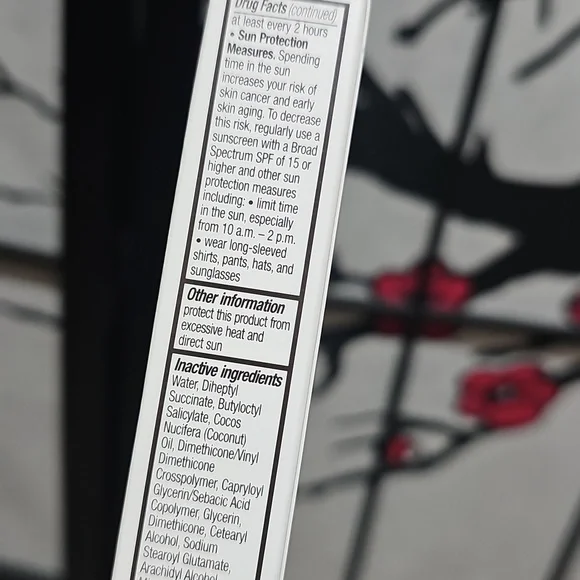 Drug Facts (continued)
at least every 2 hours
• Sun Protection
Measures. Spending
time in the sun
increases your risk of
skin cancer and early
skin aging. To decrease
this risk, regularly use a
sunscreen with a Broad
Spectrum SPF of 15 or
higher and other sun
protection measures
including: • limit time
in the sun, especially
from 10 a.m. – 2 p.m.
• wear long-sleeved
shirts, pants, hats, and
sunglasses
Other information
protect this product from
excessive heat and
direct sun
Inactive ingredients
Water, Diheptyl
Succinate, Butyloctyl
Salicylate, Cocos
Nucifera (Coconut)
Oil, Dimethicone/Vinyl
Dimethicone
Crosspolymer, Capryloyl
Glycerin/Sebacic Acid
Copolymer, Glycerin,
Dimethicone, Cetearyl
Alcohol, Sodium
Stearoyl Glutamate,
Arachidyl Alcohol,